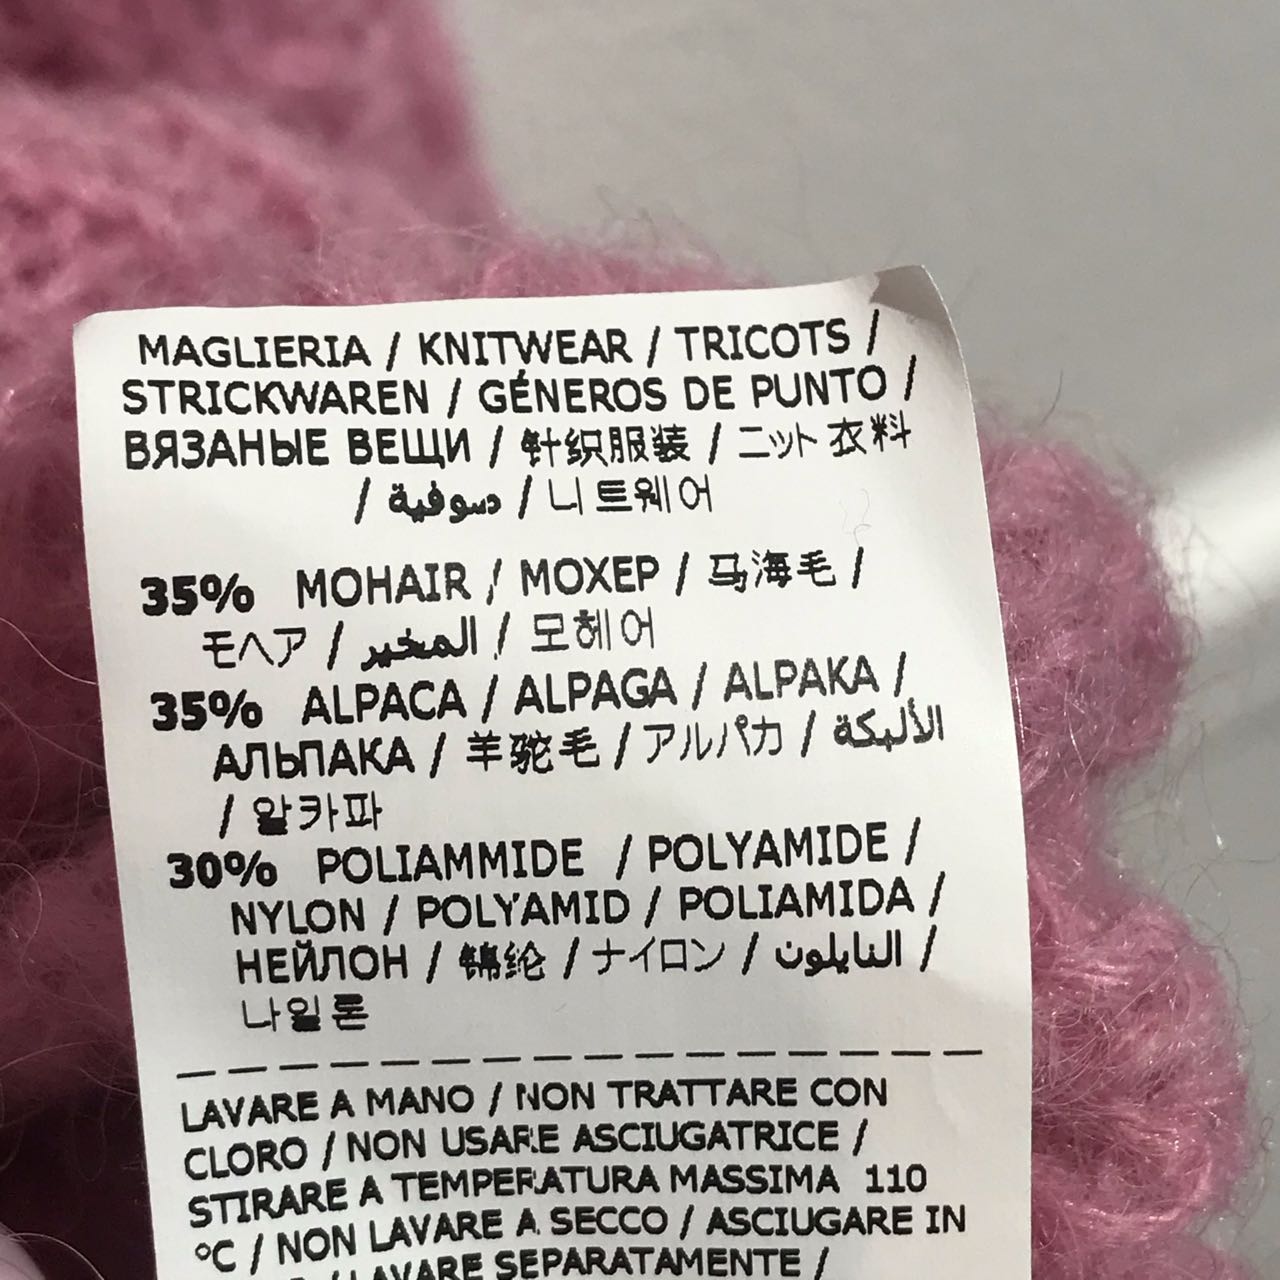 MAGLIERIA / KNITWEAR / TRICOTS /
STRICKWAREN / GÉNEROS DE PUNTO /
ВЯЗАНЫЕ ВЕЩИ / 针织服装 / ニット 衣料
/ دسوفية / 니트웨어
35% MOHAIR / МОХЕР / 马海毛 /
モヘア / المخير / 모헤어
35% ALPACA / ALPAGA / ALPAKA /
АЛЬПАКА / 羊驼毛 / アルパカ / الألبكة
/ 알카파
30% POLIAMMIDE / POLYAMIDE /
NYLON / POLYAMID / POLIAMIDA /
НЕЙЛОН / 锦纶 / ナイロン / النايلون /
나일론
LAVARE A MANO / NON TRATTARE CON
CLORO / NON USARE ASCIUGATRICE /
STIRARE A TEMPERATURA MASSIMA 110
°C / NON LAVARE A SECCO / ASCIUGARE IN
/ LAVARE SEPARATAMENTE /